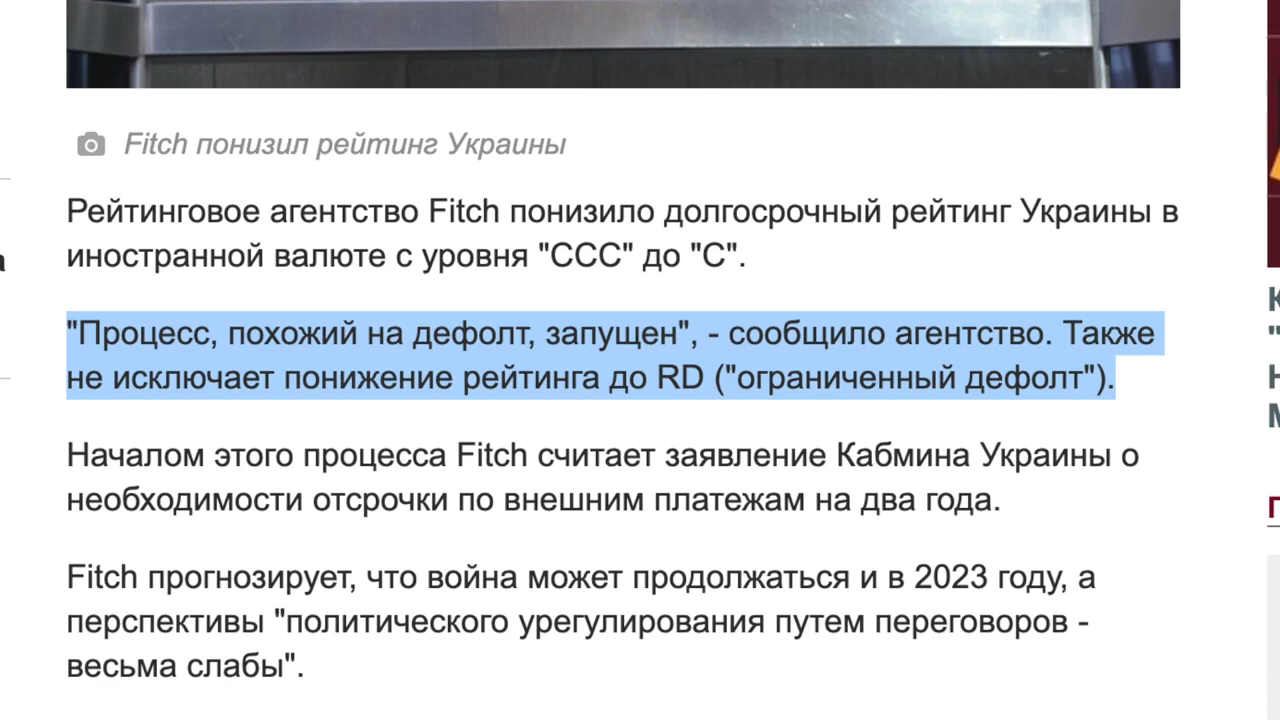 Fitch понизил рейтинг Украины
Рейтинговое агентство Fitch понизило долгосрочный рейтинг Украины в
иностранной валюте с уровня "CCC" до "C".
"Процесс, похожий на дефолт, запущен", - сообщило агентство. Также
не исключает понижение рейтинга до RD ("ограниченный дефолт").
Началом этого процесса Fitch считает заявление Кабмина Украины о
необходимости отсрочки по внешним платежам на два года.
Fitch прогнозирует, что война может продолжаться и в 2023 году, а
перспективы "политического урегулирования путем переговоров -
весьма слабы".